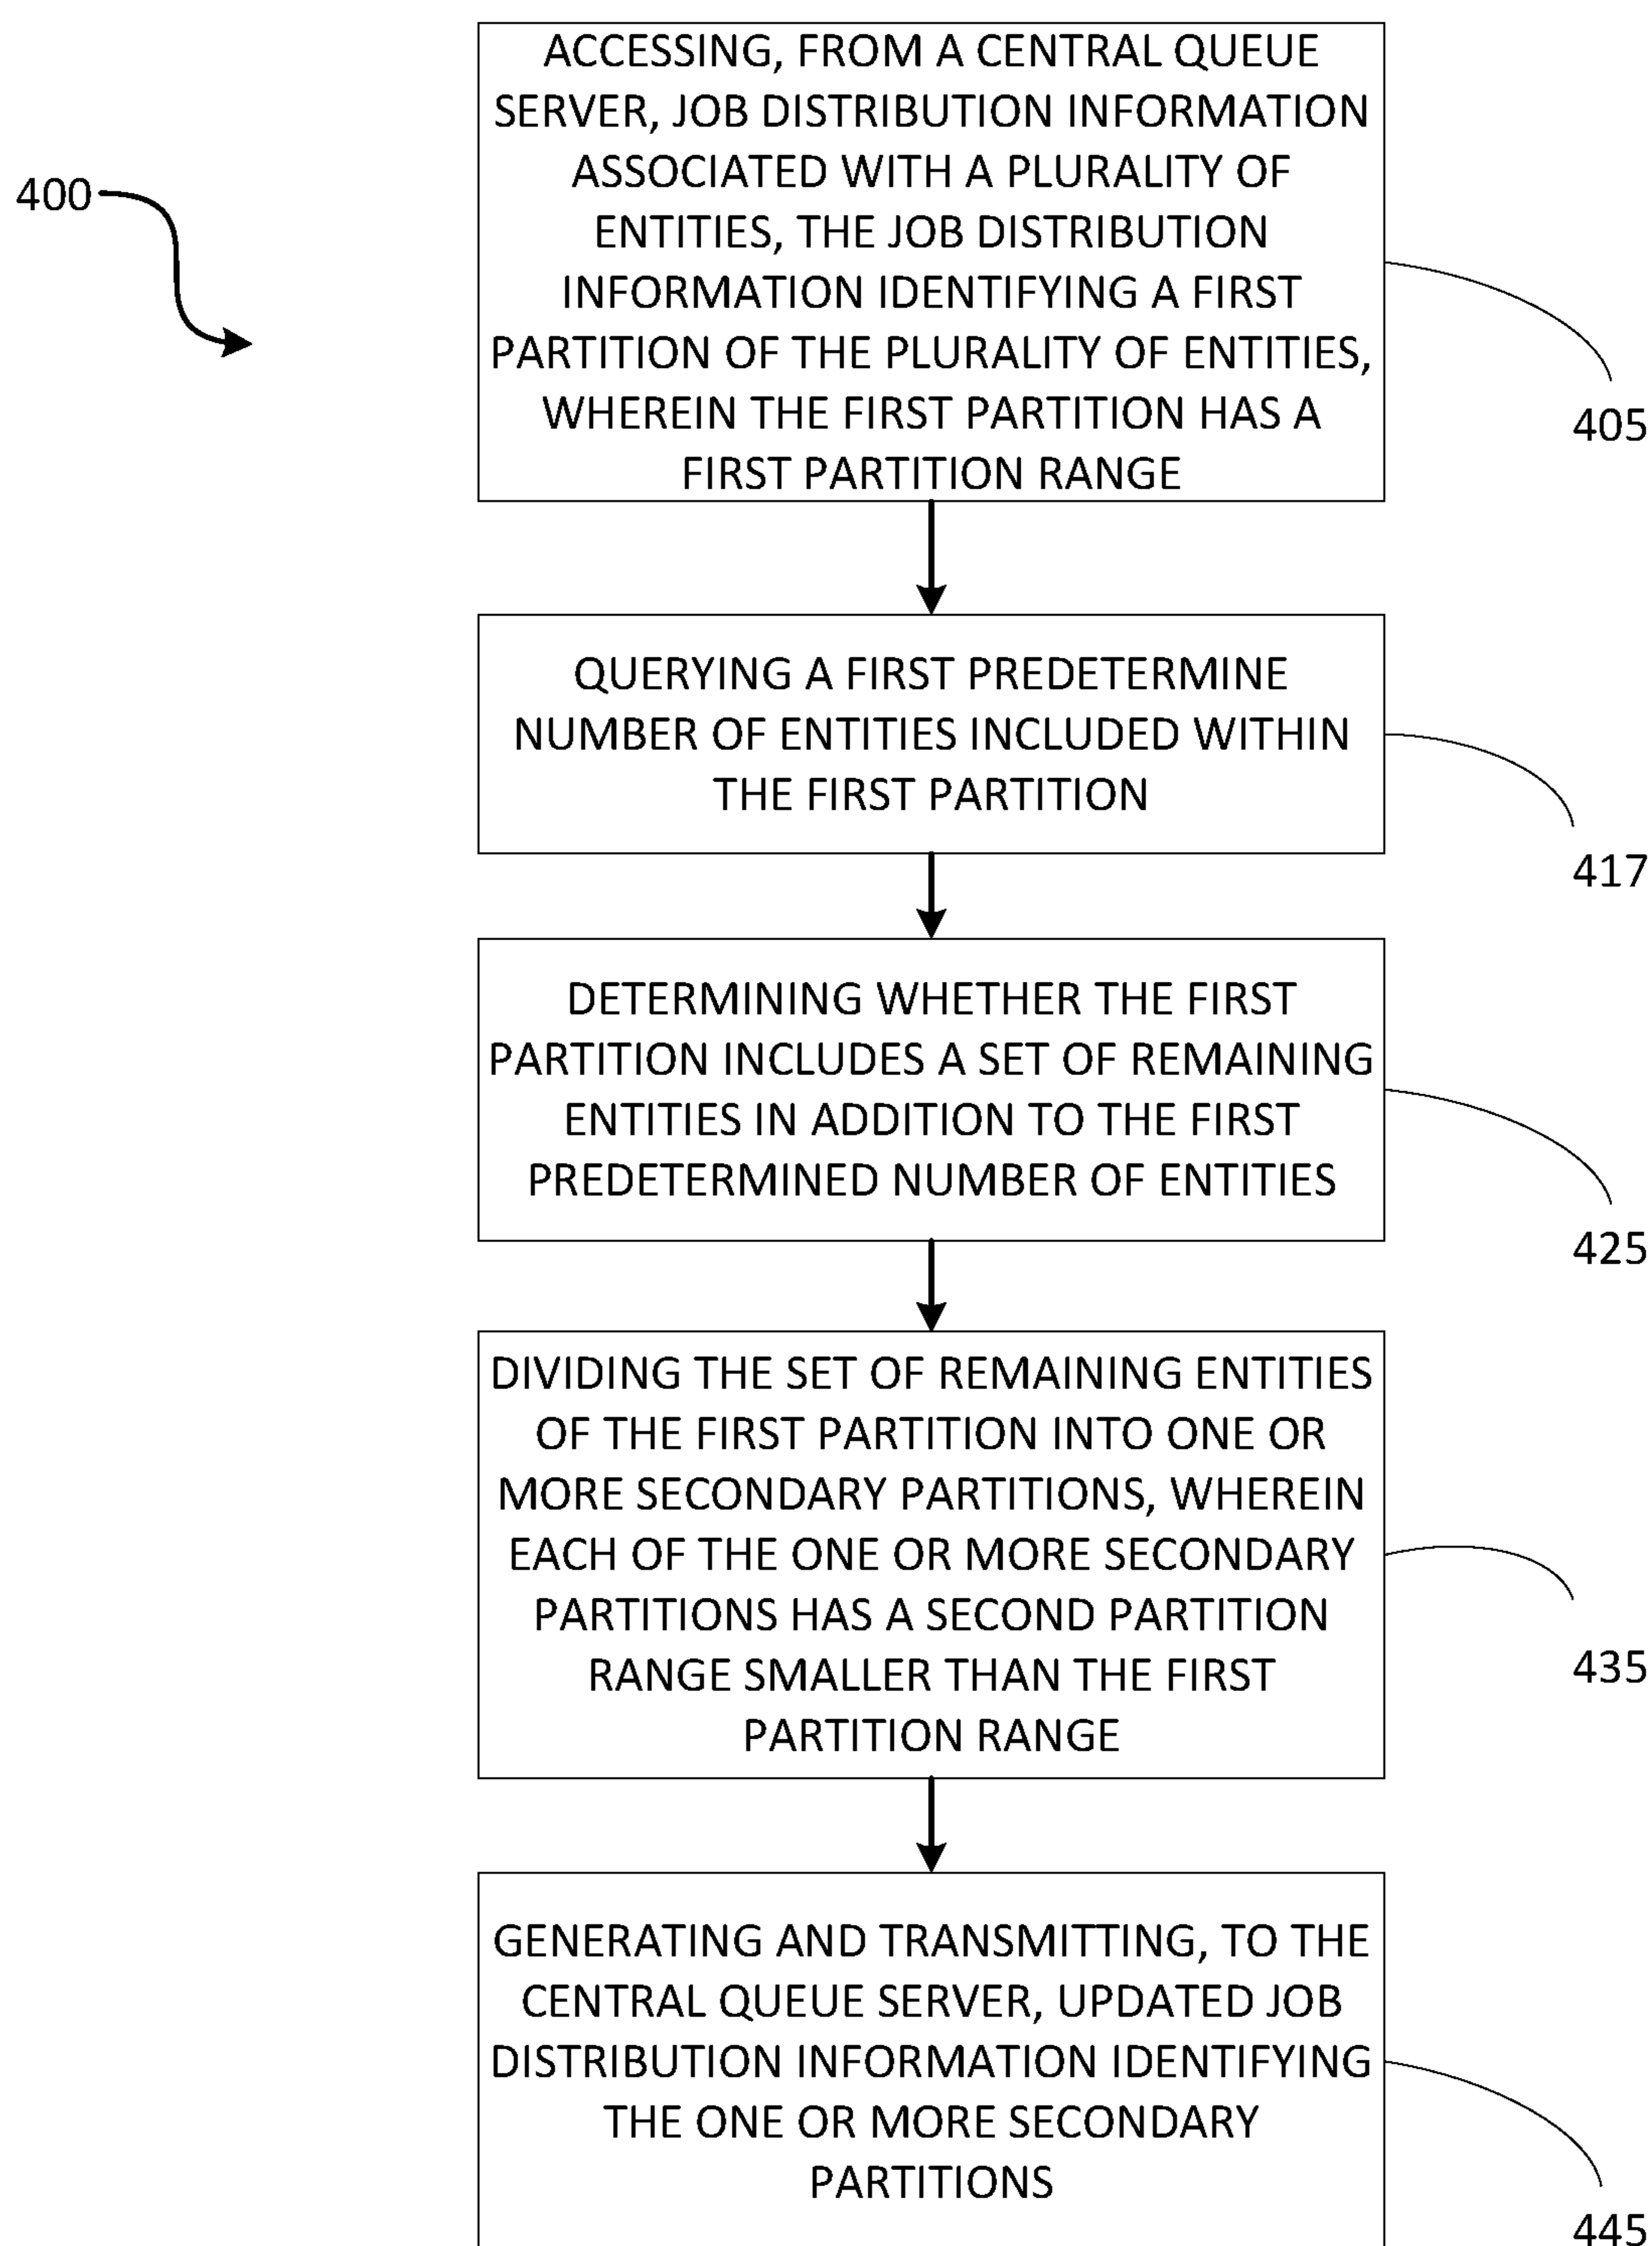 ACCESSING, FROM A CENTRAL QUEUE
SERVER, JOB DISTRIBUTION INFORMATION
ASSOCIATED WITH A PLURALITY OF
ENTITIES, THE JOB DISTRIBUTION
INFORMATION IDENTIFYING A FIRST
PARTITION OF THE PLURALITY OF ENTITIES,
WHEREIN THE FIRST PARTITION HAS A
FIRST PARTITION RANGE
400
405
QUERYING A FIRST PREDETERMINE
NUMBER OF ENTITIES INCLUDED WITHIN
THE FIRST PARTITION
417
DETERMINING WHETHER THE FIRST
PARTITION INCLUDES A SET OF REMAINING
ENTITIES IN ADDITION TO THE FIRST
PREDETERMINED NUMBER OF ENTITIES
425
DIVIDING THE SET OF REMAINING ENTITIES
OF THE FIRST PARTITION INTO ONE OR
MORE SECONDARY PARTITIONS, WHEREIN
EACH OF THE ONE OR MORE SECONDARY
PARTITIONS HAS A SECOND PARTITION
RANGE SMALLER THAN THE FIRST
PARTITION RANGE
435
GENERATING AND TRANSMITTING, TO THE
CENTRAL QUEUE SERVER, UPDATED JOB
DISTRIBUTION INFORMATION IDENTIFYING
THE ONE OR MORE SECONDARY
PARTITIONS
445